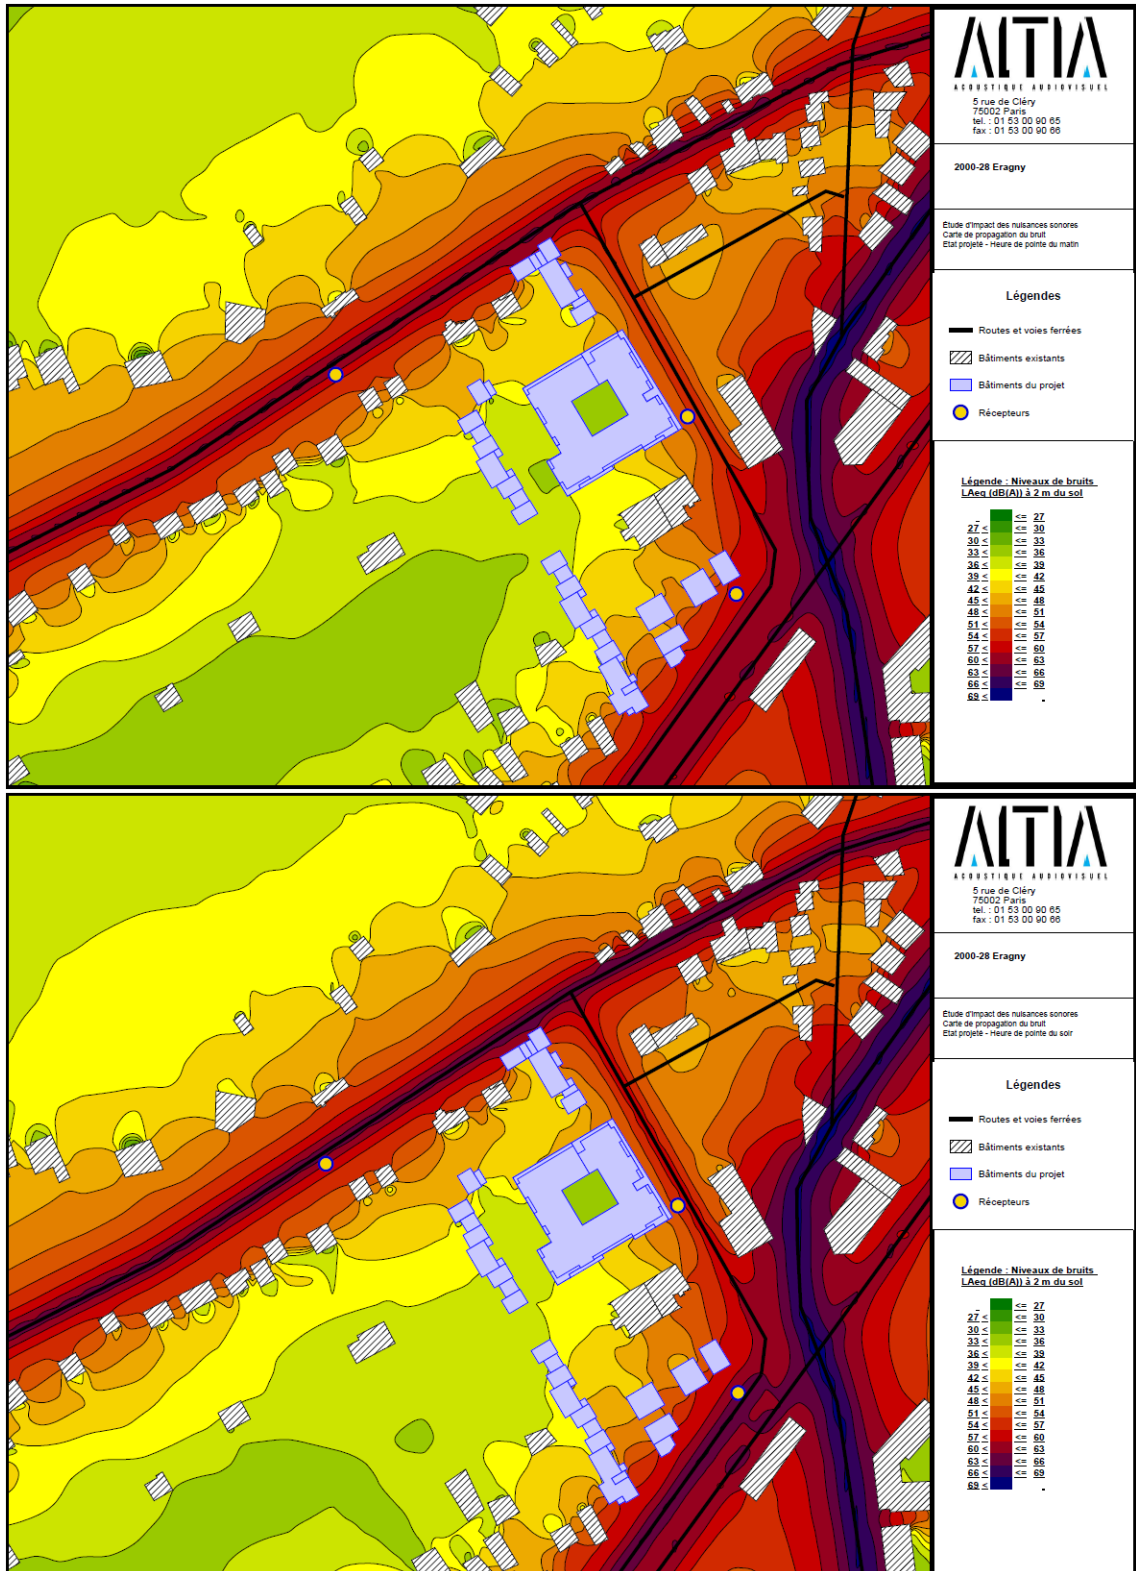 ALTIA
ACOUSTIQUE AUDIOVISUEL
5 rue de Cléry
75002 Paris
tel. : 01 53 00 90 65
fax : 01 53 00 90 66
2000-28 Eragny
Étude d'impact des nuisances sonores
Carte de propagation du bruit
Etat projeté - Heure de pointe du matin
Légendes
Routes et voies ferrées
Bâtiments existants
Bâtiments du projet
Récepteurs
Légende : Niveaux de bruits
LAeq (dB(A)) à 2 m du sol
<= 27
27 < <= 30
30 < <= 33
33 < <= 36
36 < <= 39
39 < <= 42
42 < <= 45
45 < <= 48
48 < <= 51
51 < <= 54
54 < <= 57
57 < <= 60
60 < <= 63
63 < <= 66
66 < <= 69
69 <
ALTIA
ACOUSTIQUE AUDIOVISUEL
5 rue de Cléry
75002 Paris
tel. : 01 53 00 90 65
fax : 01 53 00 90 66
2000-28 Eragny
Étude d'impact des nuisances sonores
Carte de propagation du bruit
Etat projeté - Heure de pointe du soir
Légendes
Routes et voies ferrées
Bâtiments existants
Bâtiments du projet
Récepteurs
Légende : Niveaux de bruits
LAeq (dB(A)) à 2 m du sol
<= 27
27 < <= 30
30 < <= 33
33 < <= 36
36 < <= 39
39 < <= 42
42 < <= 45
45 < <= 48
48 < <= 51
51 < <= 54
54 < <= 57
57 < <= 60
60 < <= 63
63 < <= 66
66 < <= 69
69 <